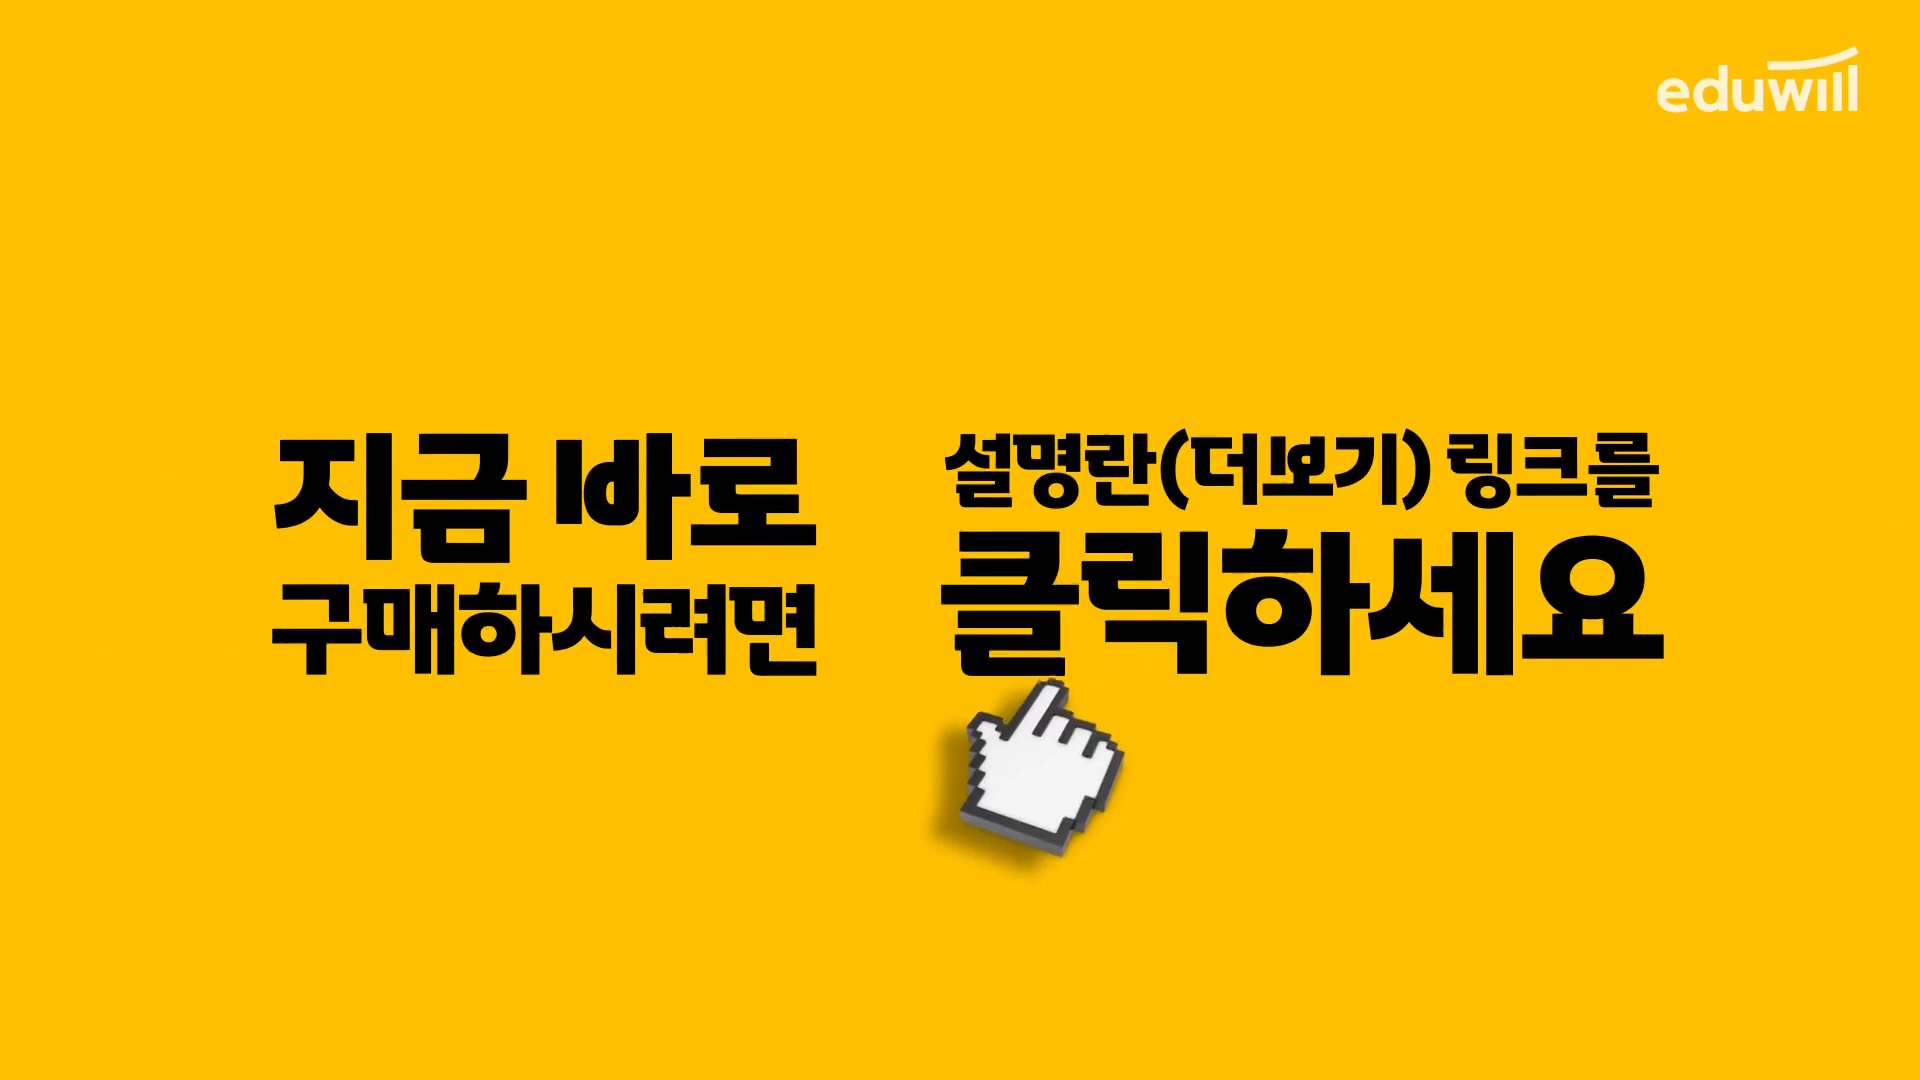 eduwill
지금 바로
구매하시려면
설명란(더보기) 링크를
클릭하세요